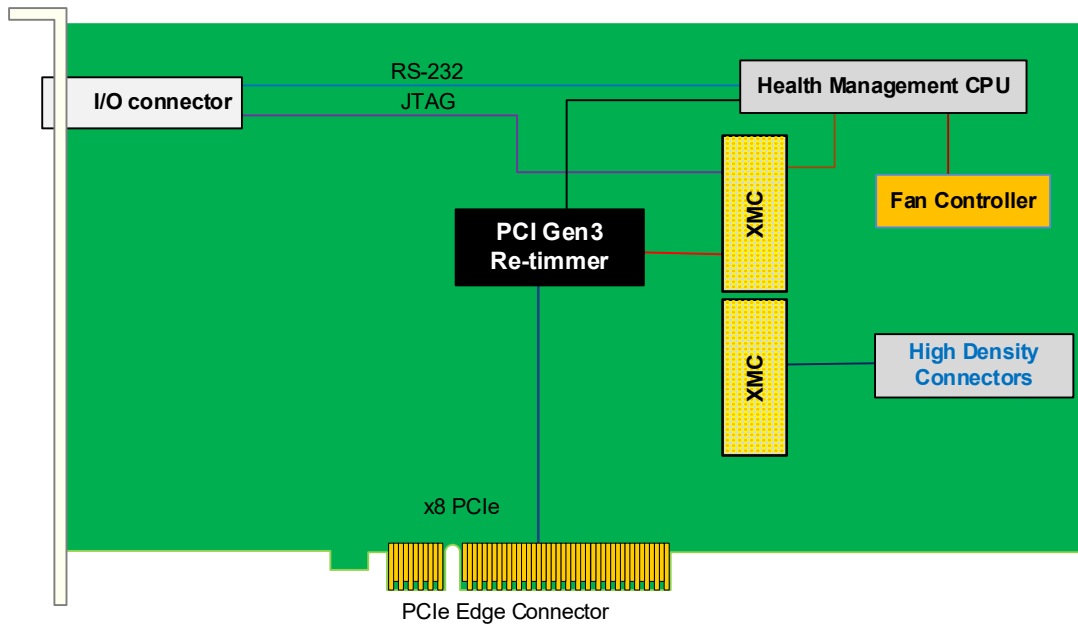 RS-232
Health Management CPU
I/O connector
JTAG
XMC
Fan Controller
PCI Gen3
Re-timmer
XMC
High Density
Connectors
x8 PCIe
PCIe Edge Connector